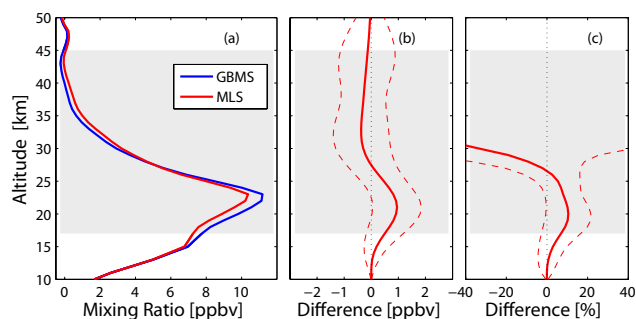 (a)
(b)
(c)
GBMS
MLS
50
45
40
35
30
25
20
15
10
Altitude [km]
0 2 4 6 8 10
−2 −1 0 1 2
−40 −20 0 20 40
Mixing Ratio [ppbv]
Difference [ppbv]
Difference [%]